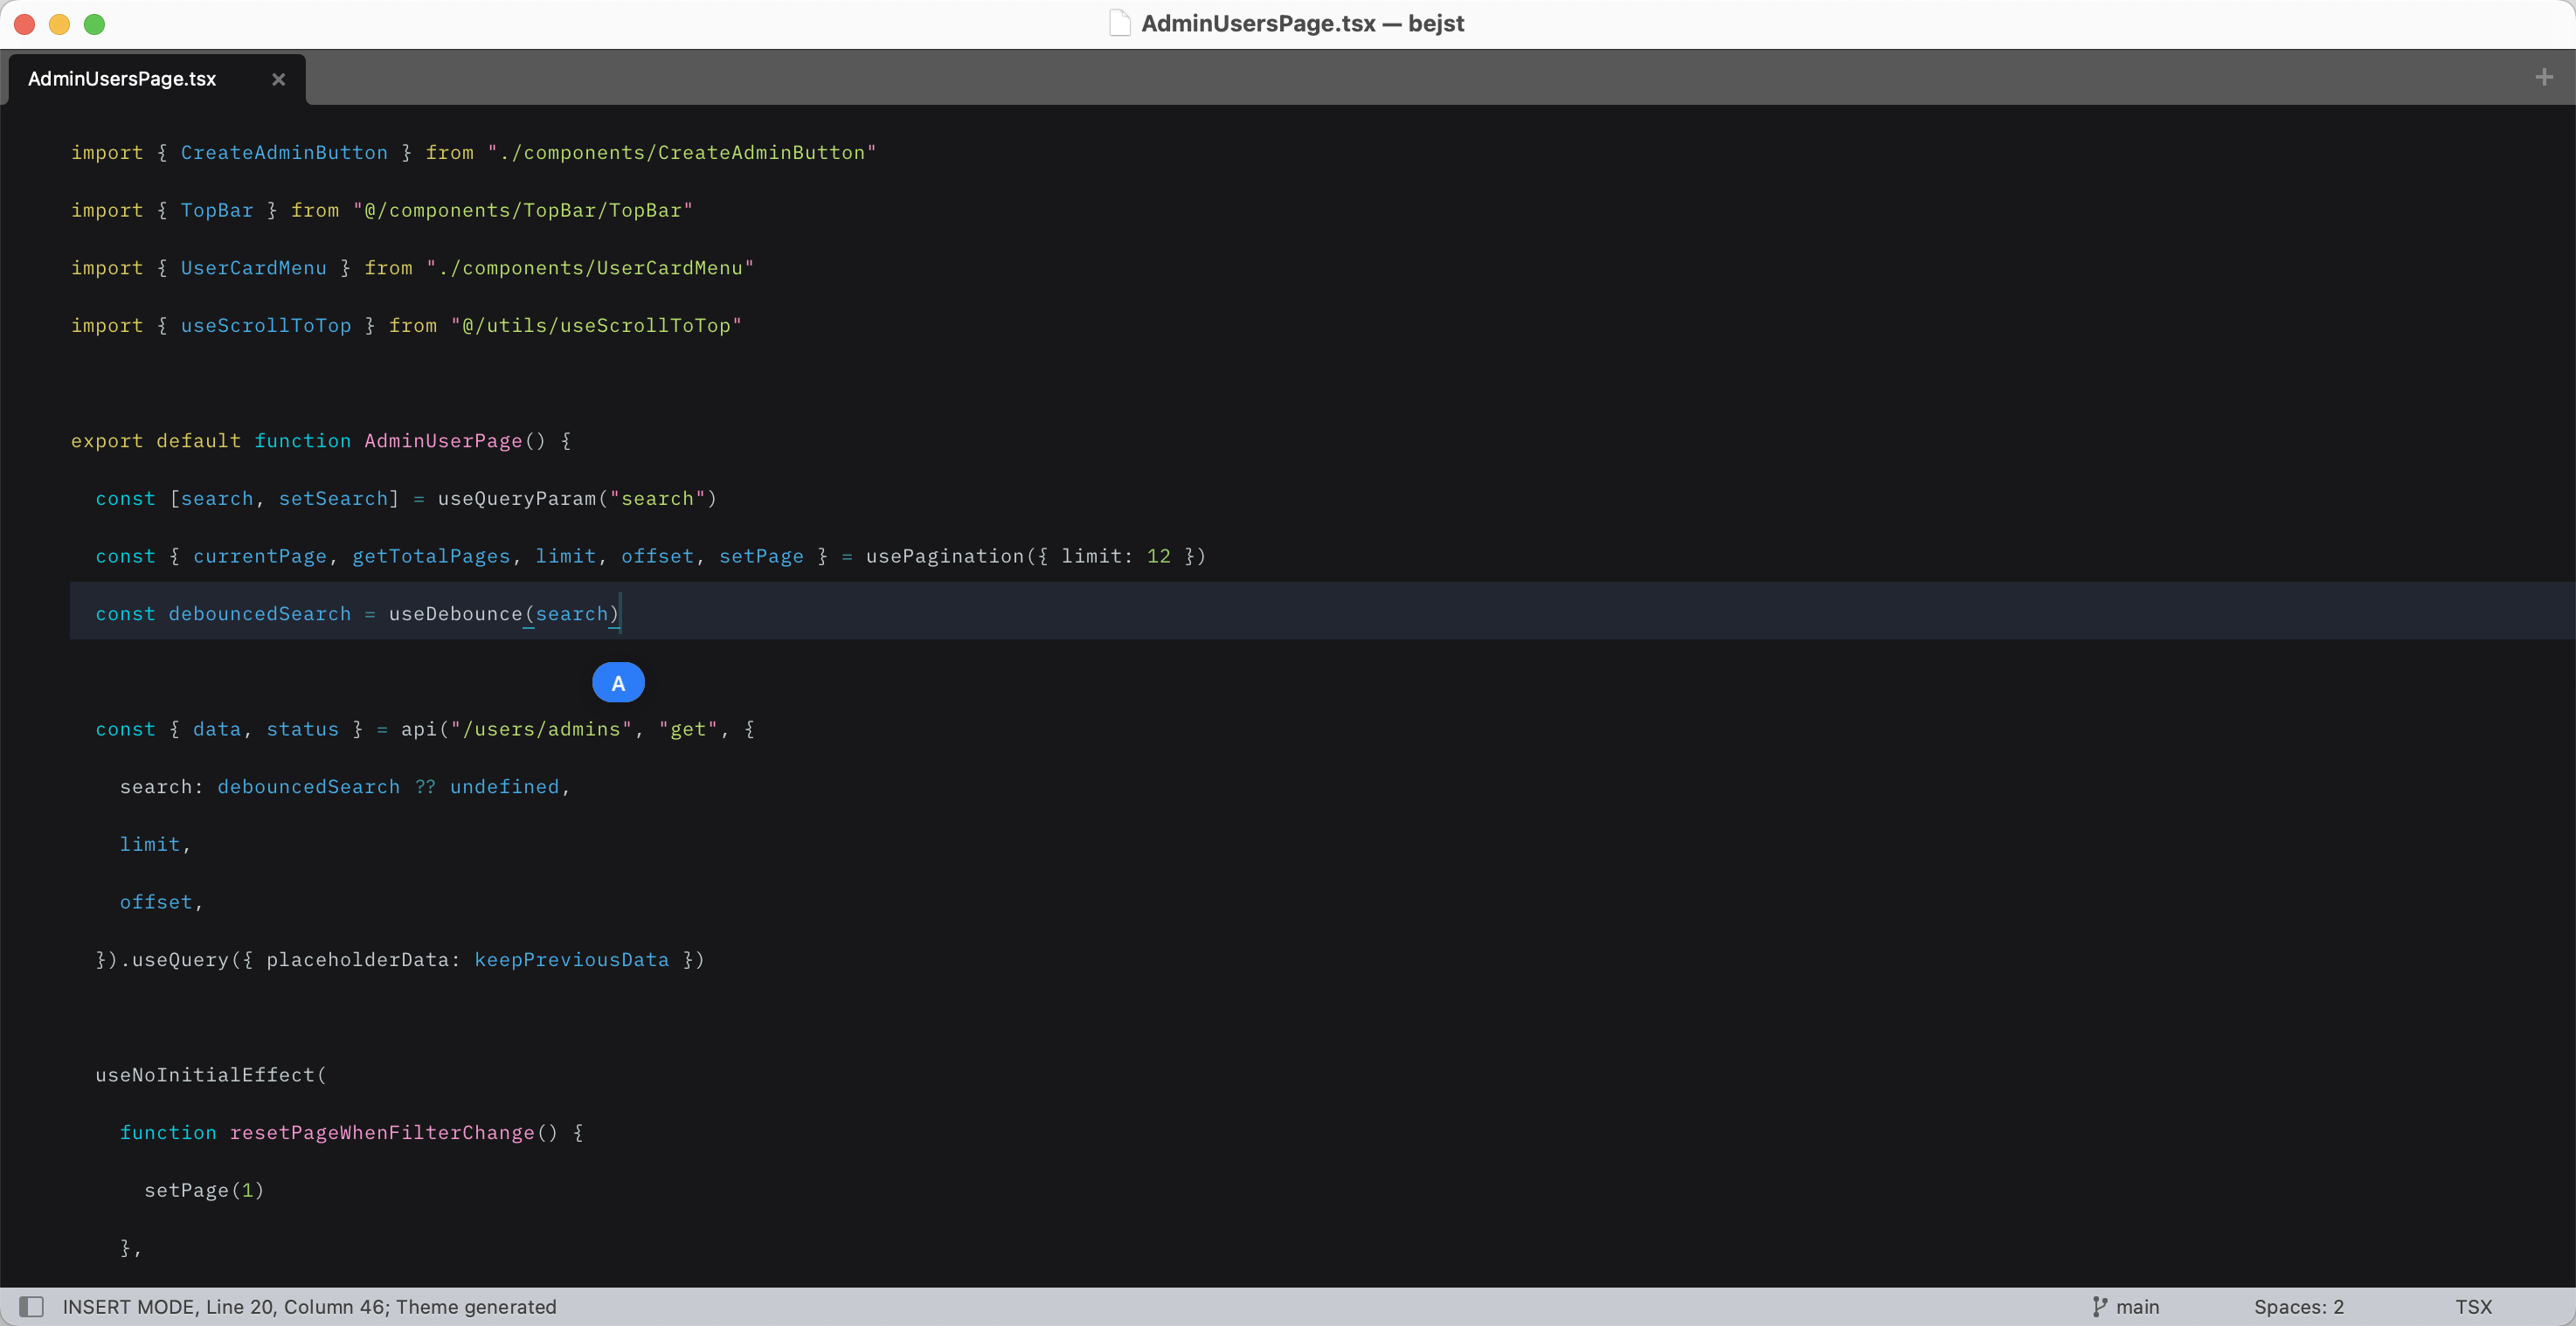 AdminUsersPage.tsx — bejst
AdminUsersPage.tsx
import { CreateAdminButton } from "./components/CreateAdminButton"
import { TopBar } from "@/components/TopBar/TopBar"
import { UserCardMenu } from "./components/UserCardMenu"
import { useScrollToTop } from "@/utils/useScrollToTop"
export default function AdminUserPage() {
  const [search, setSearch] = useQueryParam("search")
  const { currentPage, getTotalPages, limit, offset, setPage } = usePagination({ limit: 12 })
  const debouncedSearch = useDebounce(search)
A
  const { data, status } = api("/users/admins", "get", {
    search: debouncedSearch ?? undefined,
    limit,
    offset,
  }).useQuery({ placeholderData: keepPreviousData })
  useNoInitialEffect(
    function resetPageWhenFilterChange() {
      setPage(1)
    },
INSERT MODE, Line 20, Column 46; Theme generated
main
Spaces: 2
TSX